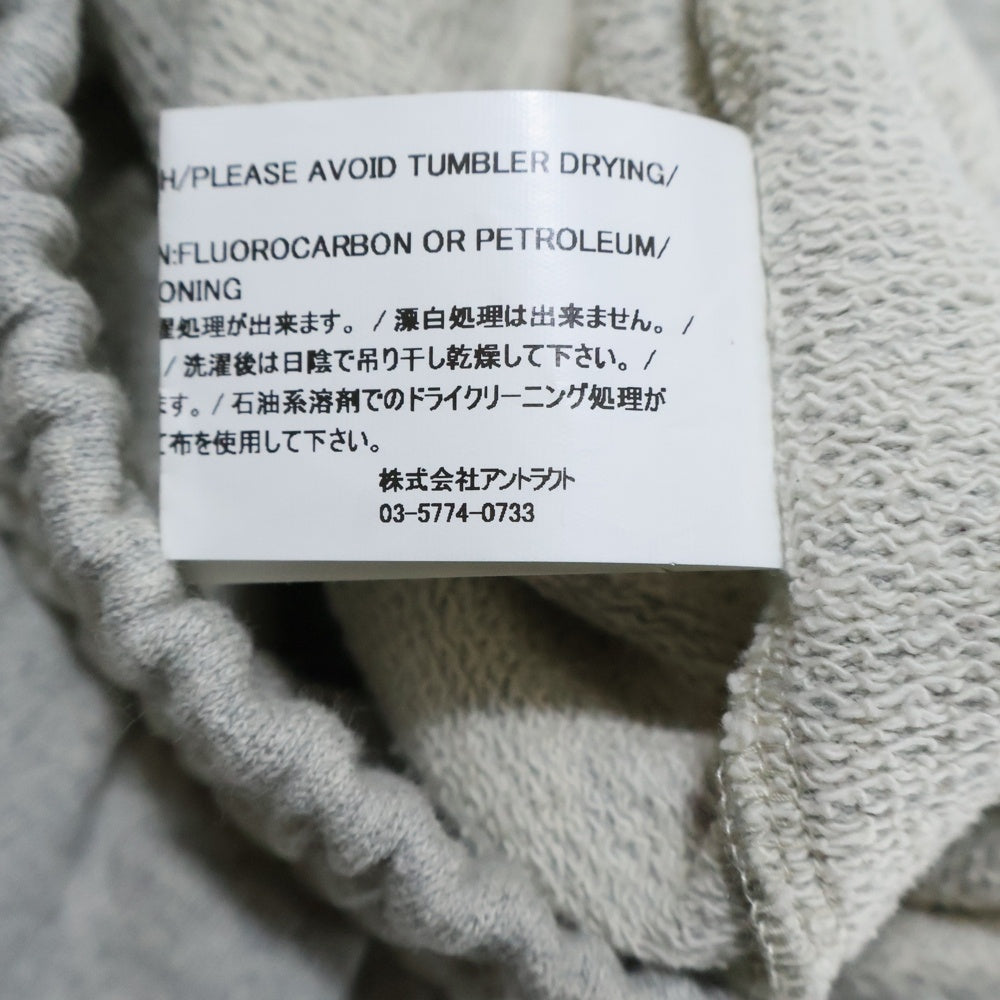 H/PLEASE AVOID TUMBLER DRYING/
N:FLUOROCARBON OR PETROLEUM/
ONING
濯処理が出来ます。 / 漂白処理は出来ません。 /
/ 洗濯後は日陰で吊り干し乾燥して下さい。 /
ます。/ 石油系溶剤でのドライクリーニング処理が
て布を使用して下さい。
株式会社アントラクト
03-5774-0733